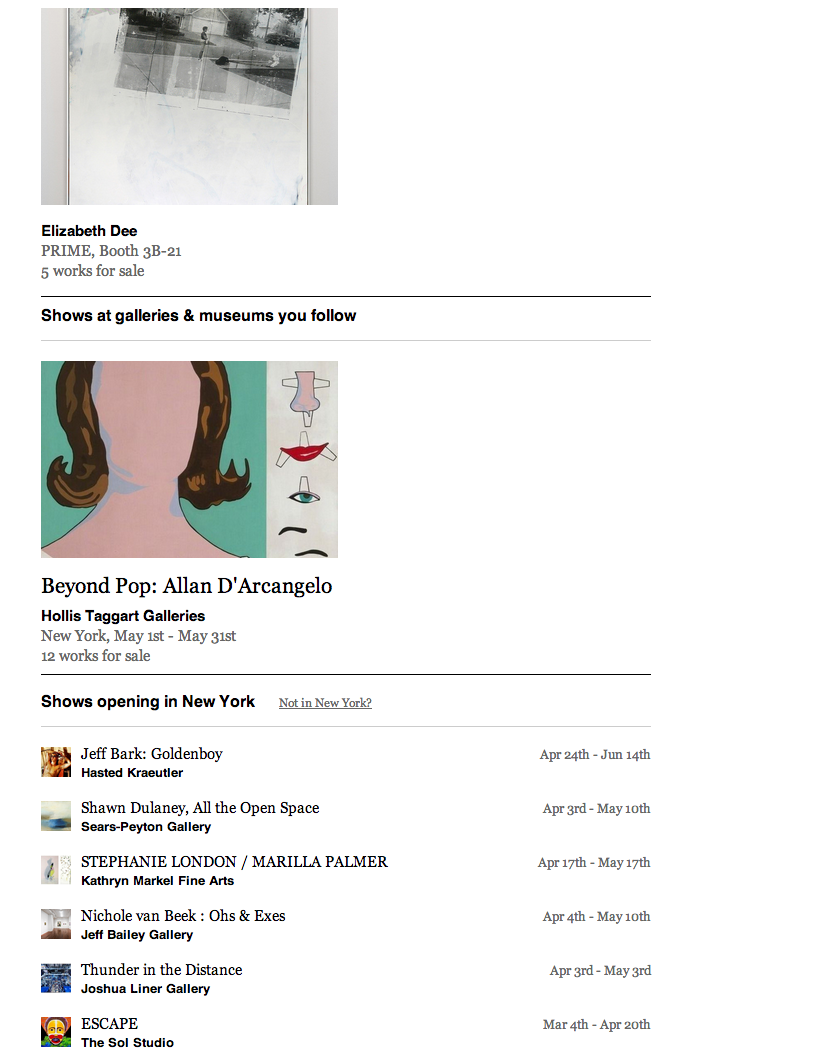 Elizabeth Dee
PRIME, Booth 3B-21
5 works for sale
Shows at galleries & museums you follow
Beyond Pop: Allan D'Arcangelo
Hollis Taggart Galleries
New York, May 1st - May 31st
12 works for sale
Shows opening in New York Not in New York?
Jeff Bark: Goldenboy Apr 24th - Jun 14th
Hasted Kraeutler
Shawn Dulaney, All the Open Space Apr 3rd - May 10th
Sears-Peyton Gallery
STEPHANIE LONDON / MARILLA PALMER Apr 17th - May 17th
Kathryn Markel Fine Arts
Nichole van Beek : Ohs & Exes Apr 4th - May 10th
Jeff Bailey Gallery
Thunder in the Distance Apr 3rd - May 3rd
Joshua Liner Gallery
ESCAPE Mar 4th - Apr 20th
The Sol Studio